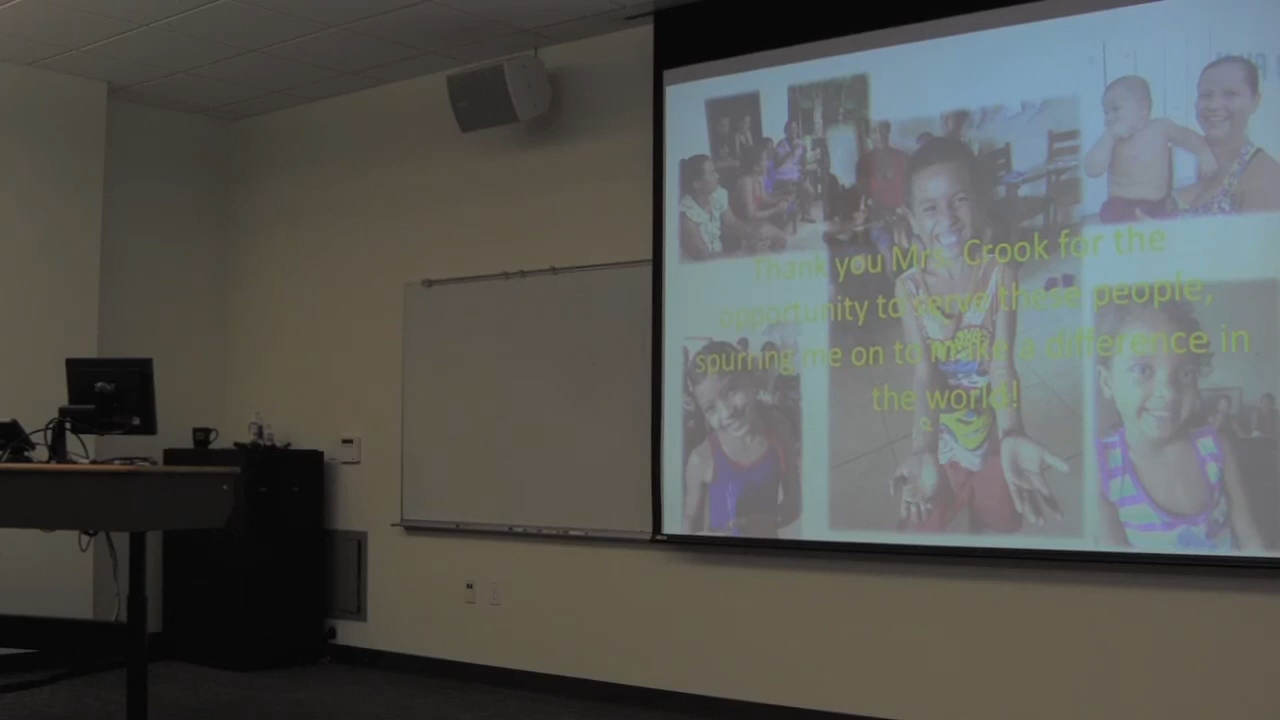 Thank you Mrs. Crook for the
opportunity to serve these people,
spurring me on to make a difference in
the world!